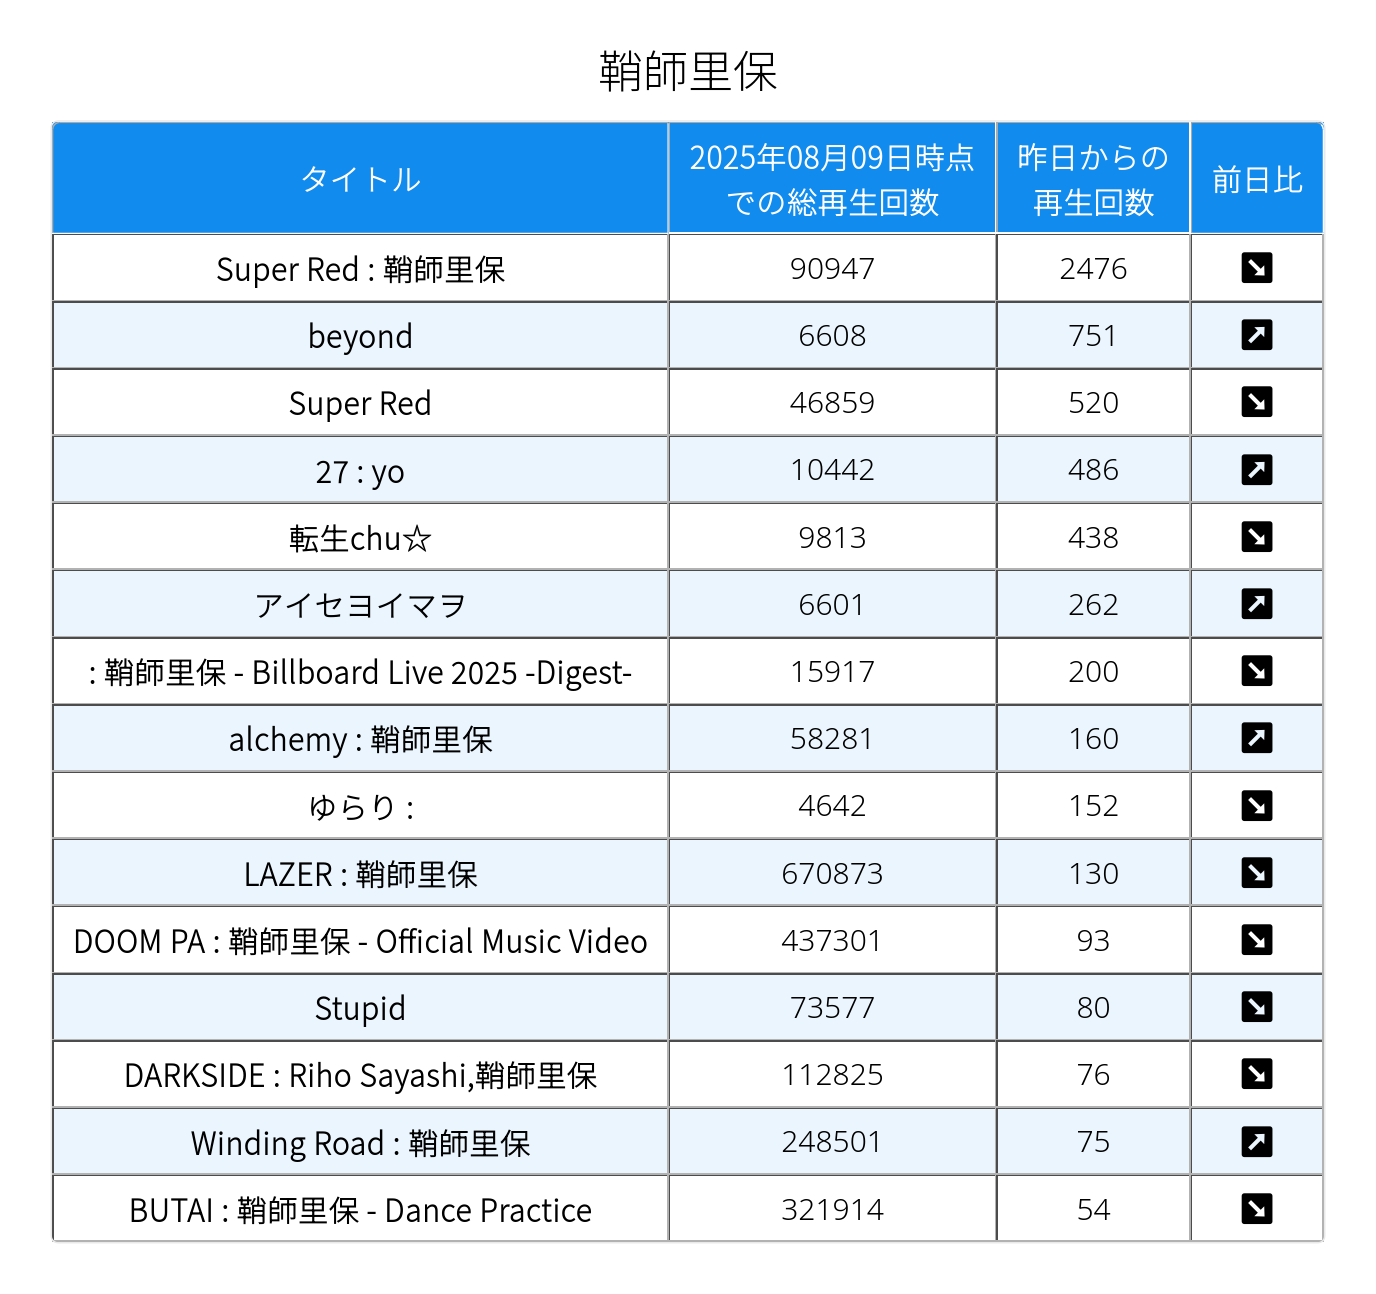 鞘師里保
タイトル
2025年08月09日時点
での総再生回数
昨日からの
再生回数
前日比
Super Red : 鞘師里保 90947 2476 ↘
beyond 6608 751 ↗
Super Red 46859 520 ↘
27 : yo 10442 486 ↗
転生chu☆ 9813 438 ↘
アイセヨイマヲ 6601 262 ↗
: 鞘師里保 - Billboard Live 2025 -Digest- 15917 200 ↘
alchemy : 鞘師里保 58281 160 ↗
ゆらり : 4642 152 ↘
LAZER : 鞘師里保 670873 130 ↘
DOOM PA : 鞘師里保 - Official Music Video 437301 93 ↘
Stupid 73577 80 ↘
DARKSIDE : Riho Sayashi,鞘師里保 112825 76 ↘
Winding Road : 鞘師里保 248501 75 ↗
BUTAI : 鞘師里保 - Dance Practice 321914 54 ↘